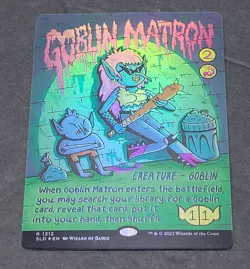 GOBLIN MATRON
2
CREATURE - GOBLIN
When Goblin Matron enters the battlefield,
you may search your library for a Goblin
card, reveal that card, put it
into your hand, then shuffle.
1/1
R 1312
SLD ★ EN Wizard of Barge
™ & © 2023 Wizards of the Coast